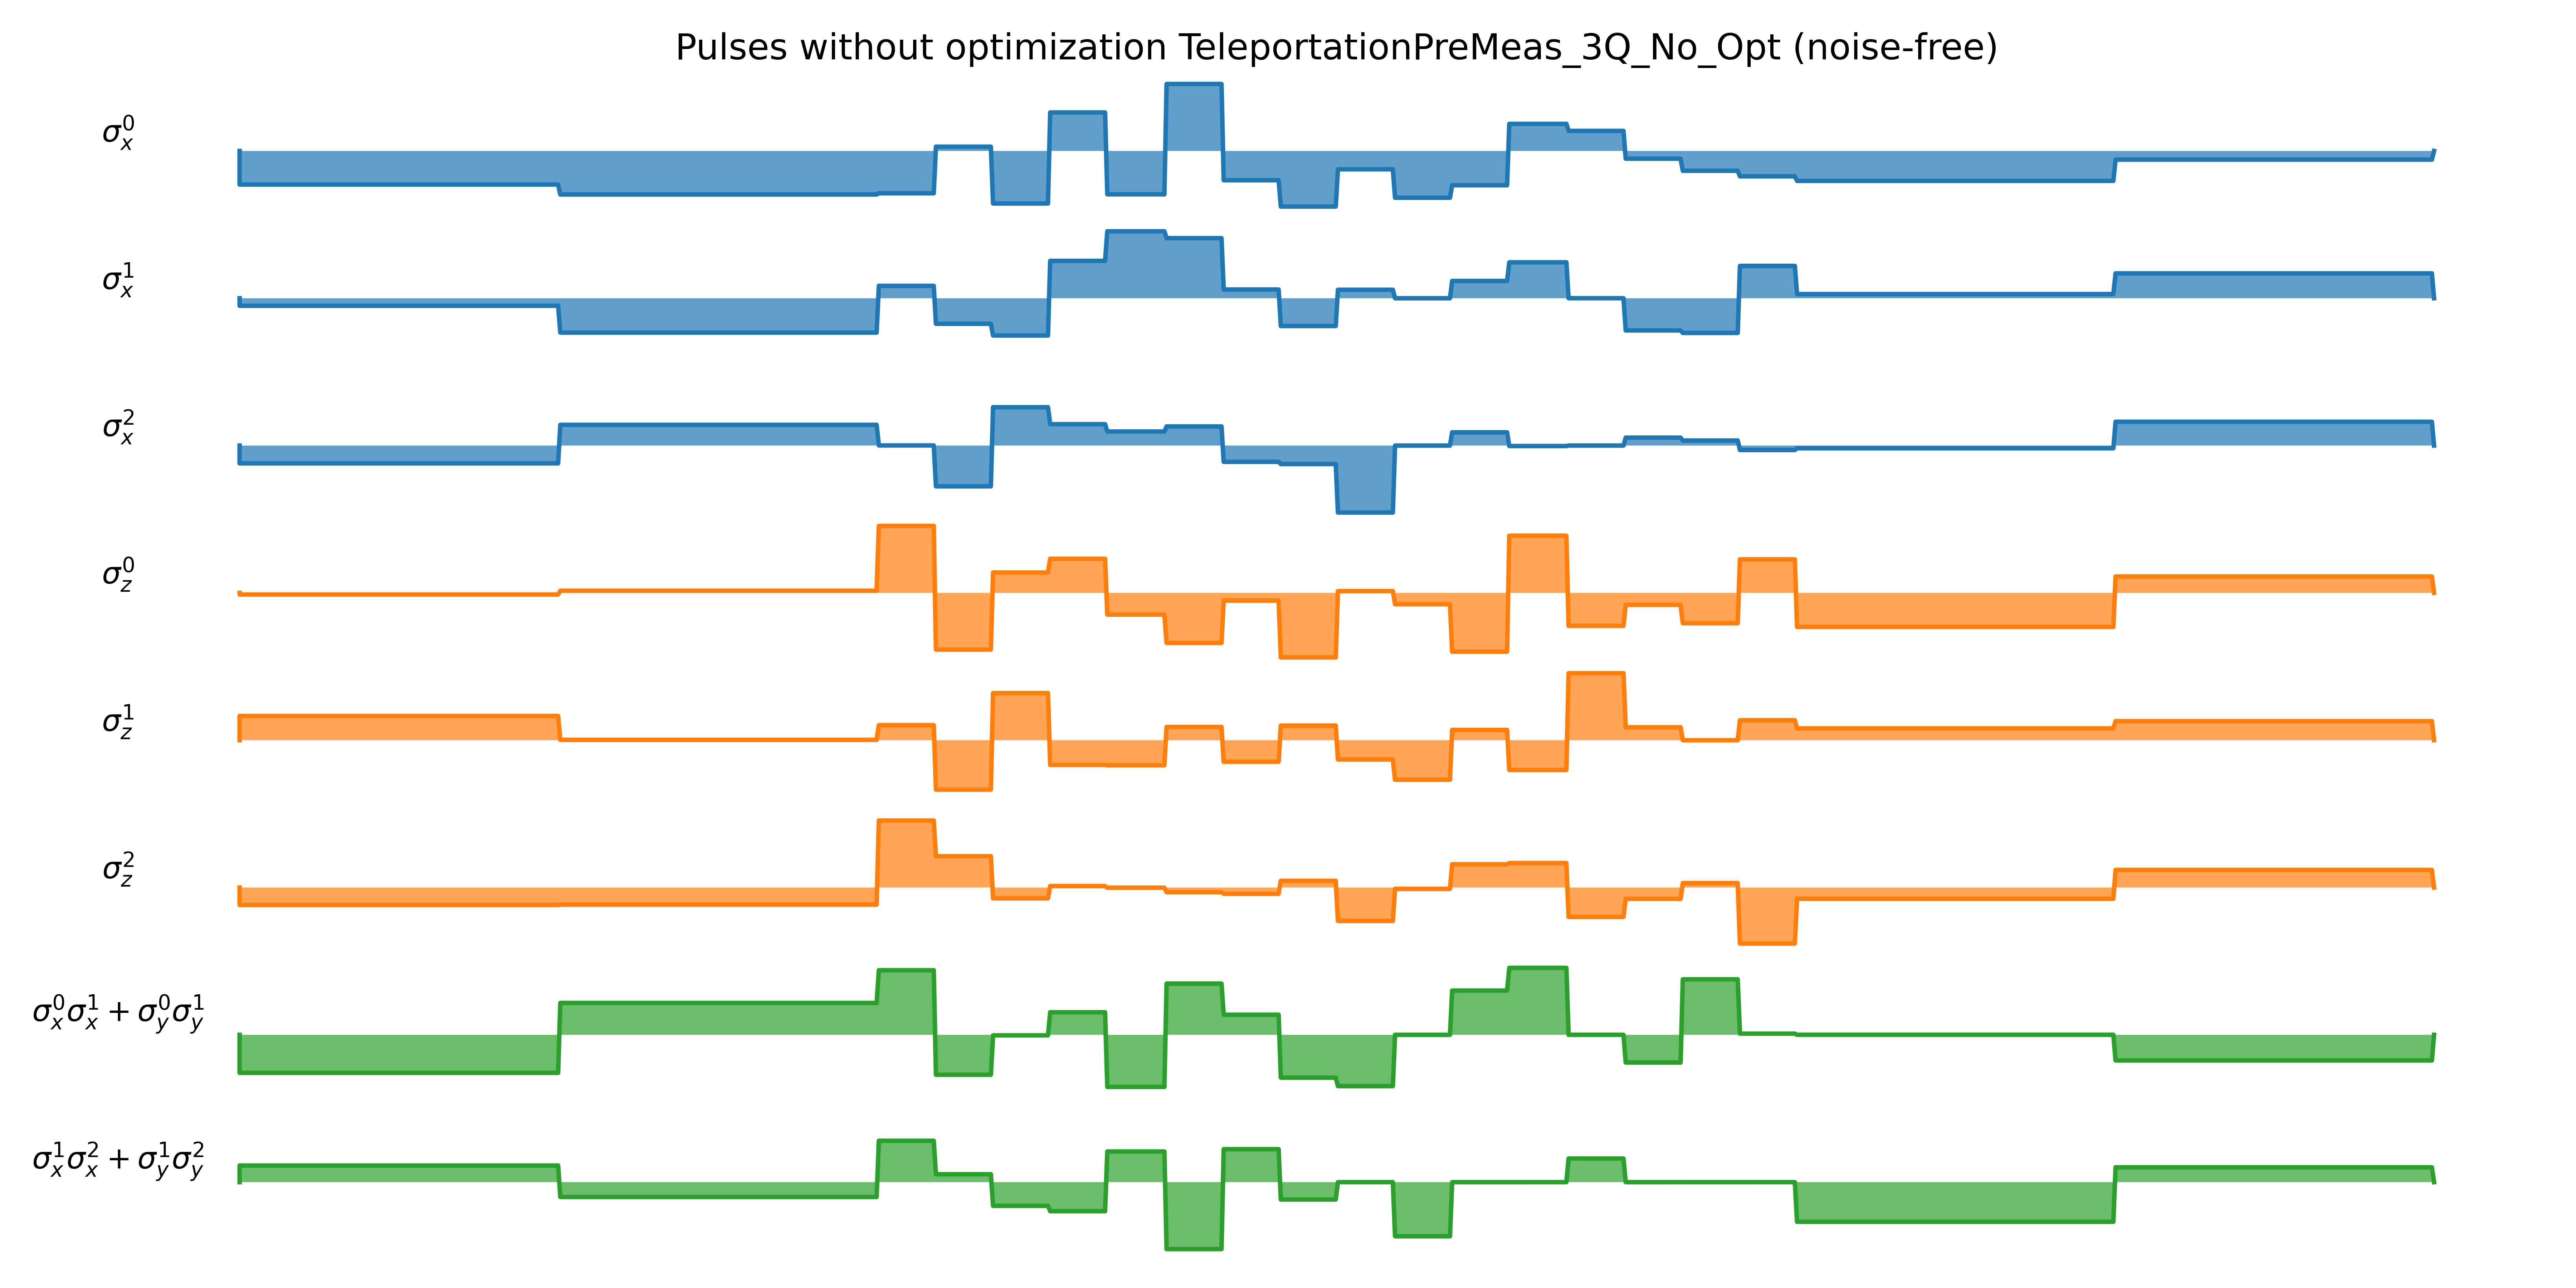 Pulses without optimization TeleportationPreMeas_3Q_No_Opt (noise-free)
σ_x^0
σ_x^1
σ_x^2
σ_z^0
σ_z^1
σ_z^2
σ_x^0σ_x^1 + σ_y^0σ_y^1
σ_x^1σ_x^2 + σ_y^1σ_y^2